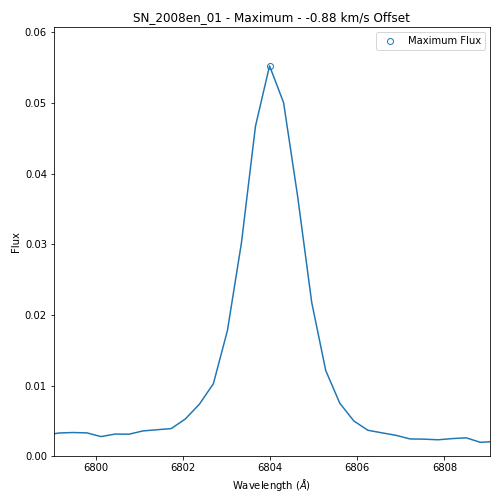 SN_2008en_01 - Maximum - -0.88 km/s Offset
Maximum Flux
0.06
0.05
0.04
0.03
0.02
0.01
0.00
Flux
6800 6802 6804 6806 6808
Wavelength (Å)